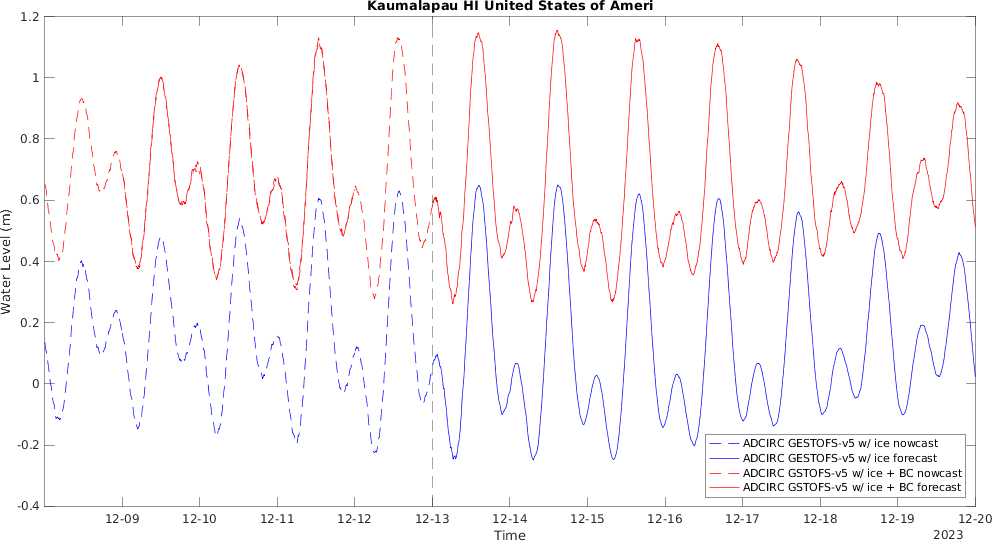 Kaumalapau HI United States of Ameri
Water Level (m)
1.2
1
0.8
0.6
0.4
0.2
0
-0.2
-0.4
ADCIRC GESTOFS-v5 w/ ice nowcast
ADCIRC GESTOFS-v5 w/ ice forecast
ADCIRC GSTOFS-v5 w/ ice + BC nowcast
ADCIRC GSTOFS-v5 w/ ice + BC forecast
12-09 12-10 12-11 12-12 12-13 12-14 12-15 12-16 12-17 12-18 12-19 12-20
Time
2023